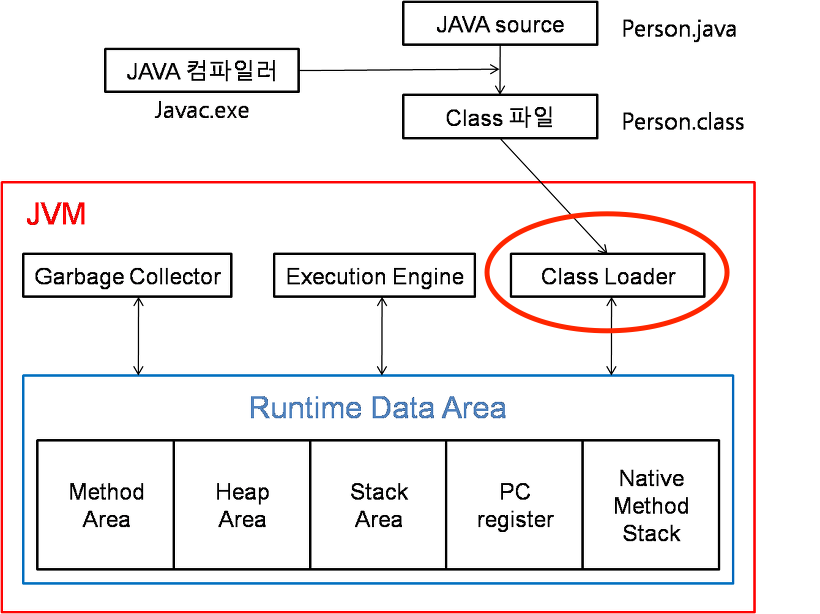 JAVA source
Person.java
JAVA 컴파일러
Javac.exe
Class 파일
Person.class
JVM
Garbage Collector
Execution Engine
Class Loader
Runtime Data Area
Method
Area
Heap
Area
Stack
Area
PC
register
Native
Method
Stack